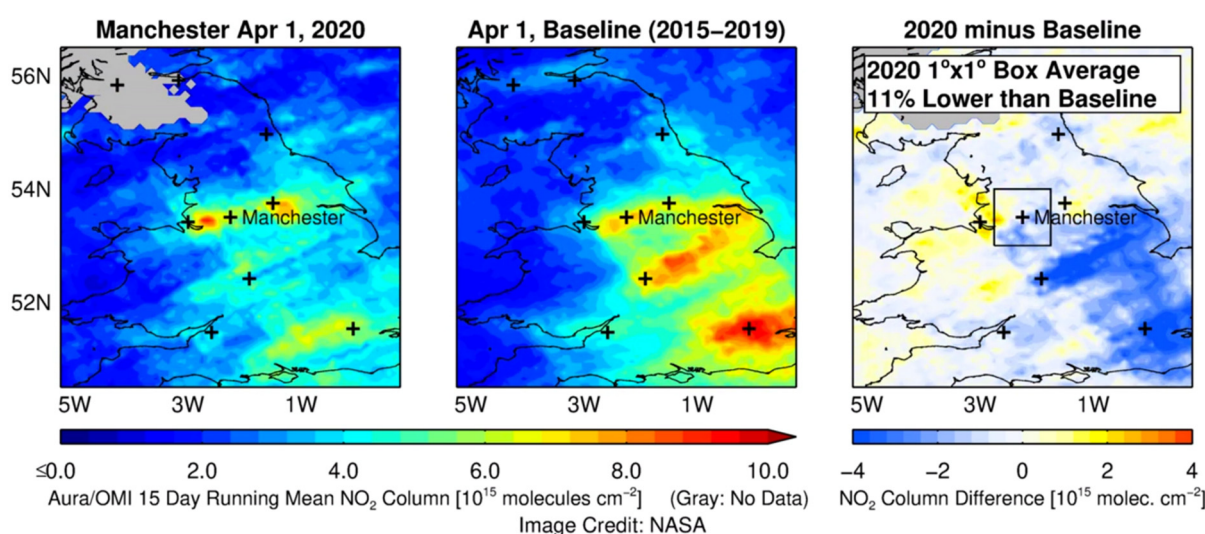 Manchester Apr 1, 2020
Apr 1, Baseline (2015−2019)
2020 minus Baseline
2020 1°x1° Box Average
11% Lower than Baseline
56N
54N
52N
Manchester
Manchester
Manchester
5W 3W 1W
5W 3W 1W
5W 3W 1W
≤0.0 2.0 4.0 6.0 8.0 10.0
−4 −2 0 2 4
Aura/OMI 15 Day Running Mean NO₂ Column [10¹⁵ molecules cm⁻²] (Gray: No Data)
NO₂ Column Difference [10¹⁵ molec. cm⁻²]
Image Credit: NASA